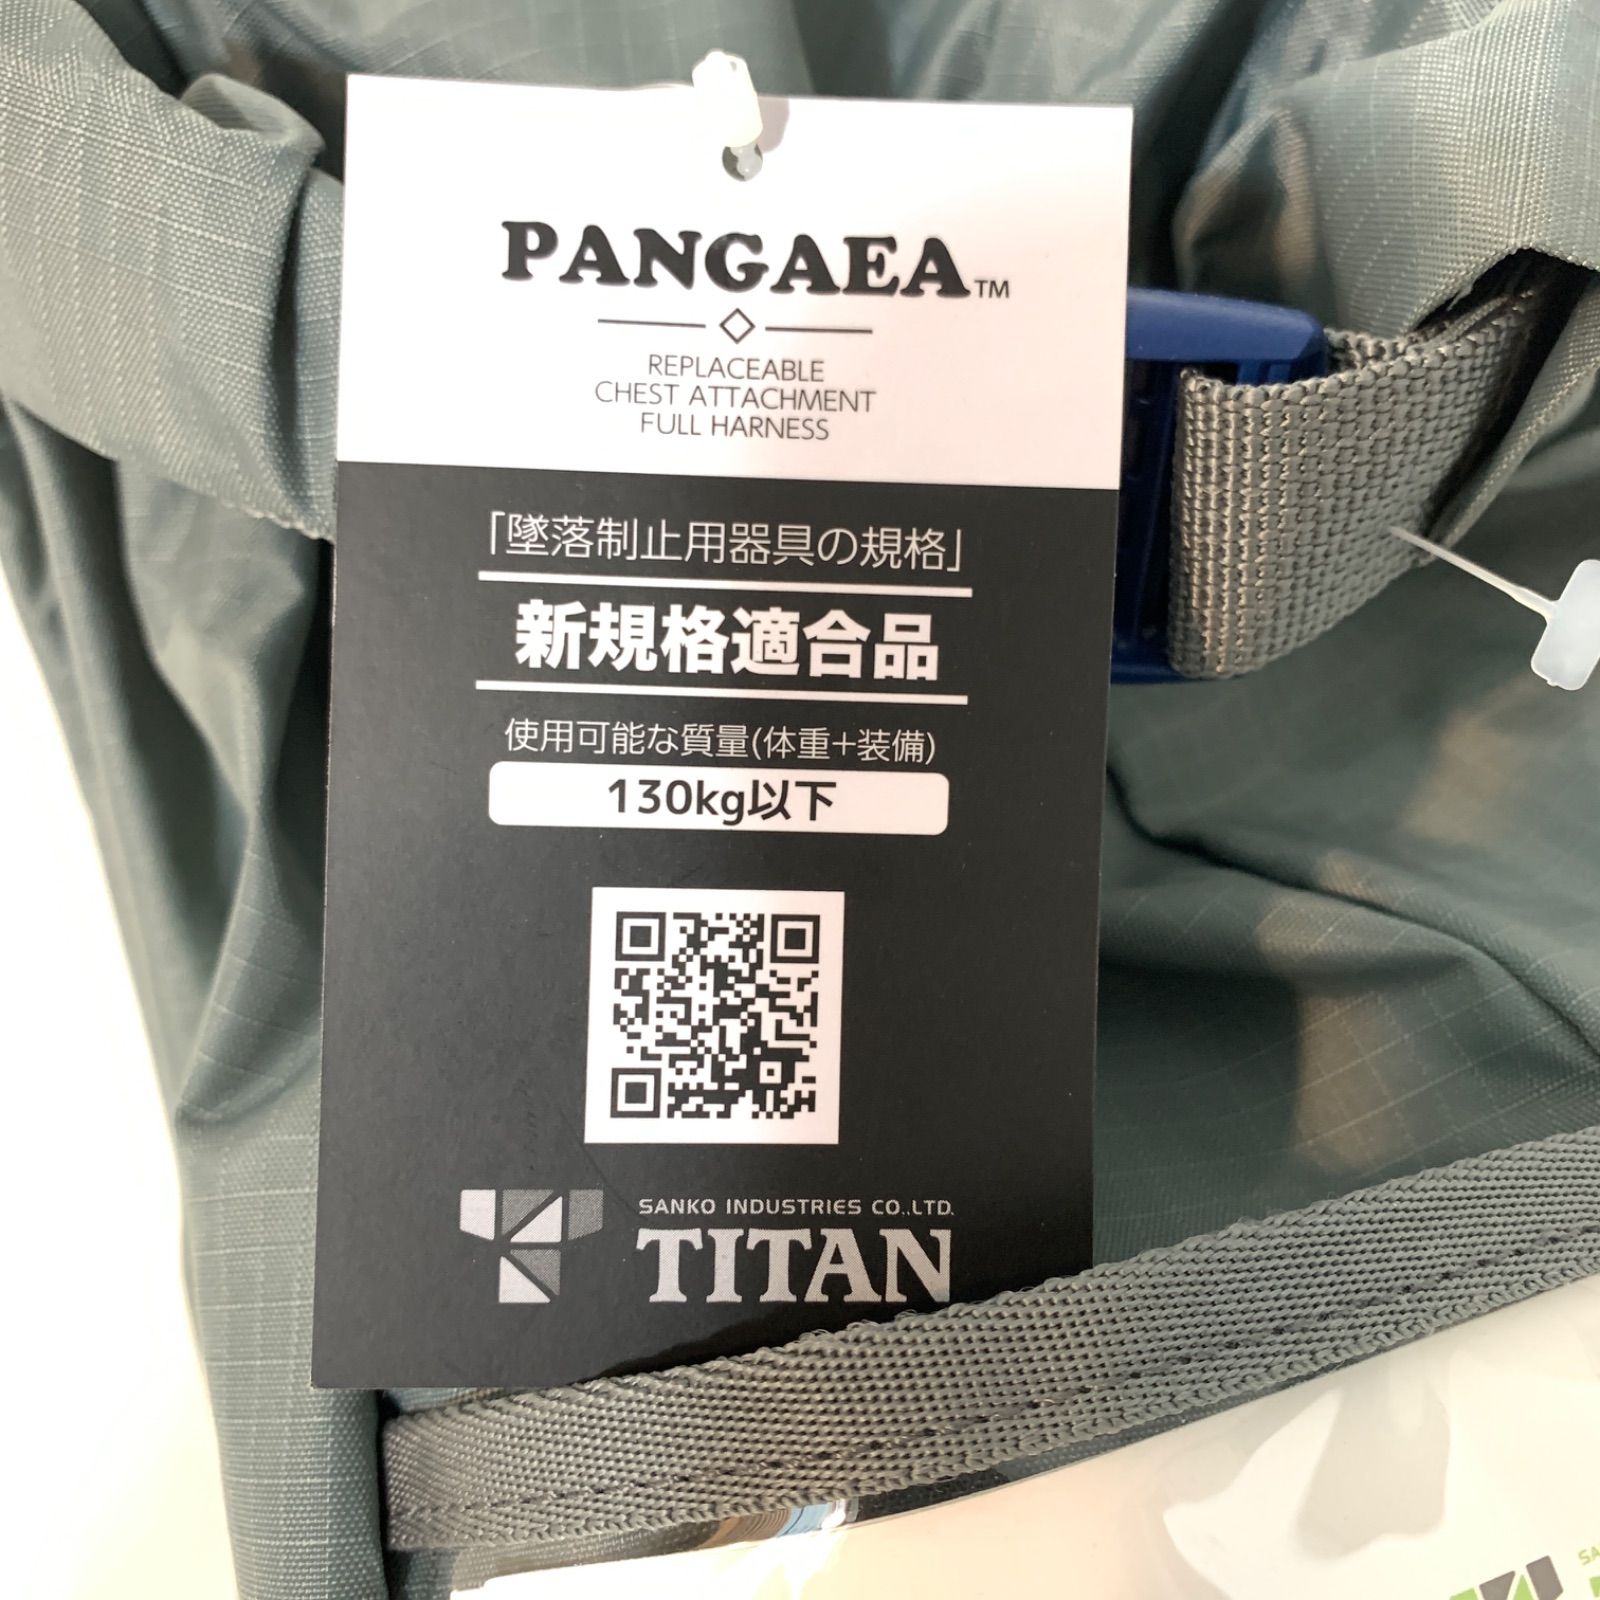 PANGAEA™
REPLACEABLE
CHEST ATTACHMENT
FULL HARNESS
「墜落制止用器具の規格」
新規格適合品
使用可能な質量(体重+装備)
130kg以下
SANKO INDUSTRIES CO.,LTD.
TITAN